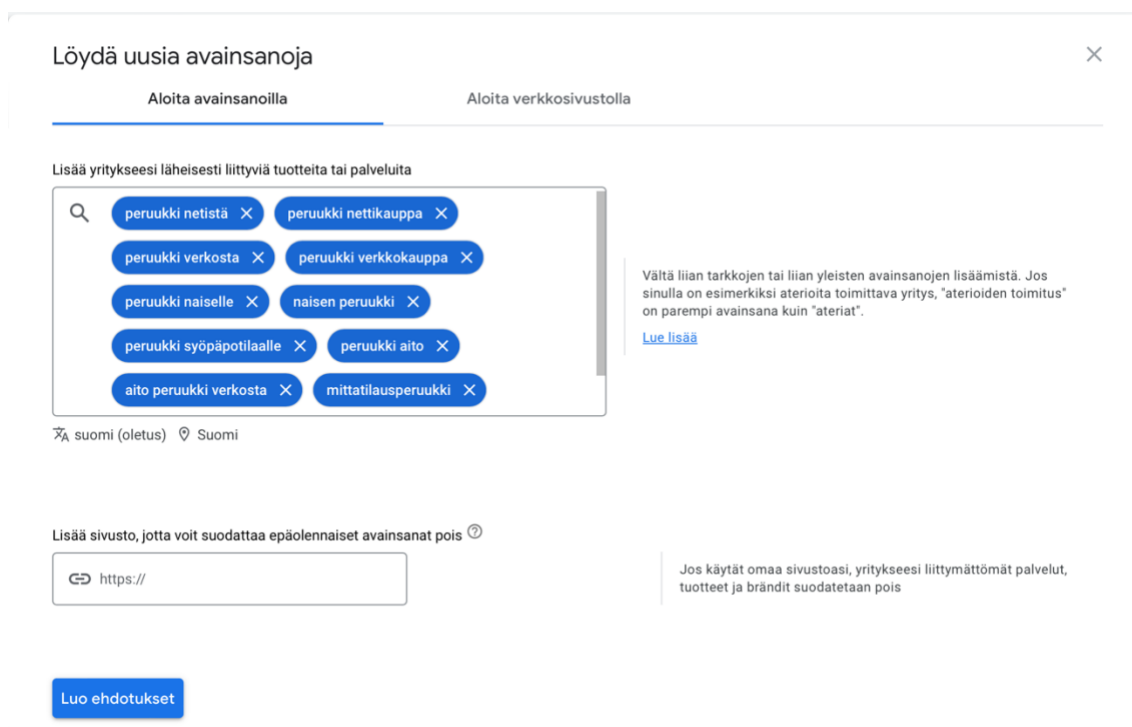 Löydä uusia avainsanoja
Aloita avainsanoilla
Aloita verkkosivustolla
Lisää yritykseesi läheisesti liittyviä tuotteita tai palveluita
peruukki netistä
peruukki nettikauppa
peruukki verkosta
peruukki verkkokauppa
peruukki naiselle
naisen peruukki
peruukki syöpäpotilaalle
peruukki aito
aito peruukki verkosta
mittatilausperuukki
Vältä liian tarkkojen tai liian yleisten avainsanojen lisäämistä. Jos
sinulla on esimerkiksi aterioita toimittava yritys, "aterioiden toimitus"
on parempi avainsana kuin "ateriat".
Lue lisää
suomi (oletus)
Suomi
Lisää sivusto, jotta voit suodattaa epäolennaiset avainsanat pois
https://
Jos käytät omaa sivustoasi, yritykseesi liittymättömät palvelut,
tuotteet ja brändit suodatetaan pois
Luo ehdotukset